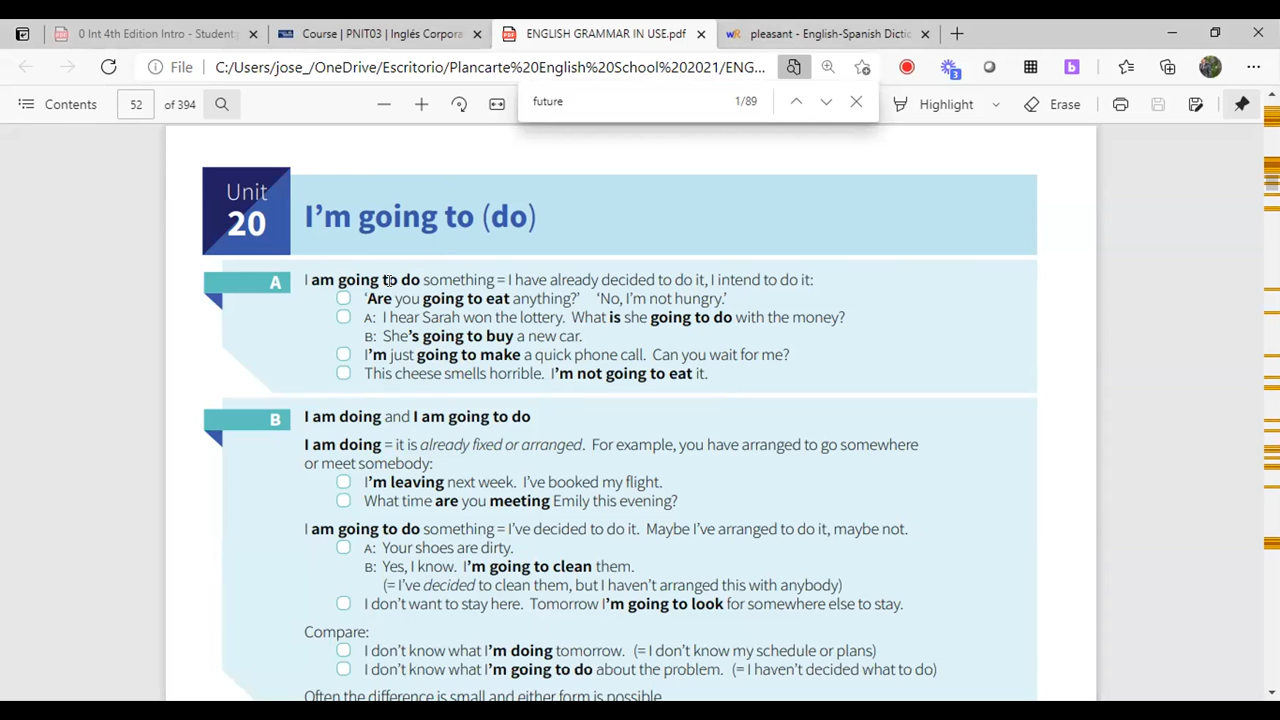 0 Int 4th Edition Intro - Student
Course | PNIT03 | Inglés Corpora
ENGLISH GRAMMAR IN USE.pdf
pleasant - English-Spanish Dictic
File
C:/Users/jose_/OneDrive/Escritorio/Plancarte%20English%20School%202021/ENG...
3
Contents
52
of 394
future
1/89
Highlight
Erase
Unit
20
I'm going to (do)
A
I am going to do something = I have already decided to do it, I intend to do it:
'Are you going to eat anything?' 'No, I'm not hungry.'
A: I hear Sarah won the lottery. What is she going to do with the money?
B: She's going to buy a new car.
I'm just going to make a quick phone call. Can you wait for me?
This cheese smells horrible. I'm not going to eat it.
B
I am doing and I am going to do
I am doing = it is already fixed or arranged. For example, you have arranged to go somewhere
or meet somebody:
I'm leaving next week. I've booked my flight.
What time are you meeting Emily this evening?
I am going to do something = I've decided to do it. Maybe I've arranged to do it, maybe not.
A: Your shoes are dirty.
B: Yes, I know. I'm going to clean them.
(= I've decided to clean them, but I haven't arranged this with anybody)
I don't want to stay here. Tomorrow I'm going to look for somewhere else to stay.
Compare:
I don't know what I'm doing tomorrow. (= I don't know my schedule or plans)
I don't know what I'm going to do about the problem. (= I haven't decided what to do)
Often the difference is small and either form is possible.